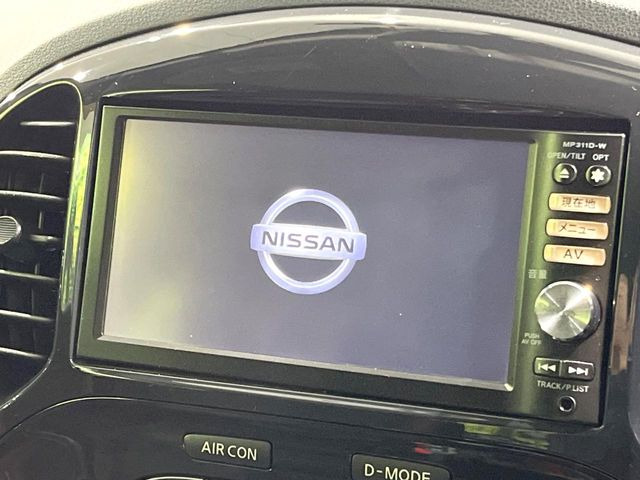 MP311D-W
OPEN/TILT OPT
現在地
メニュー
AV
音量
NISSAN
PUSH
AV OFF
TRACK/P.LIST
AIR CON
D-MODE